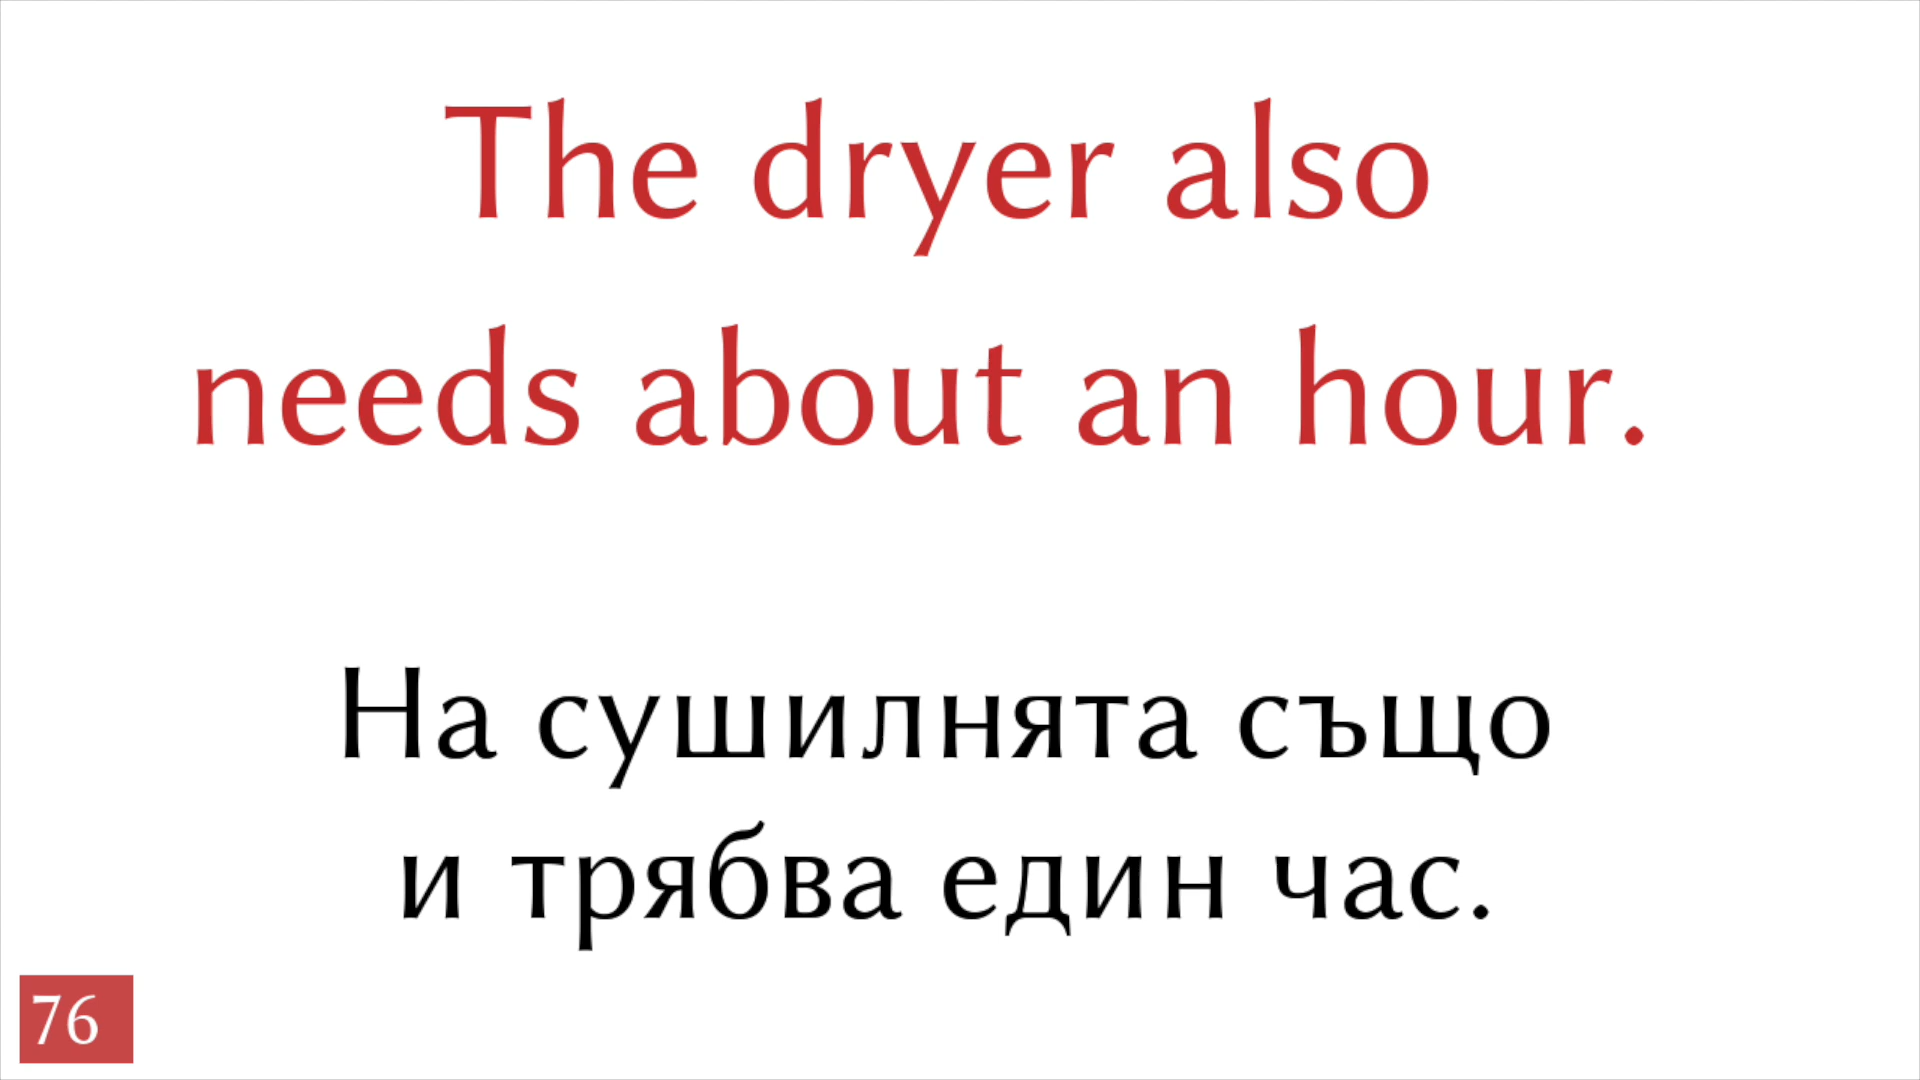 The dryer also
needs about an hour.
На сушилнята също
и трябва един час.
76